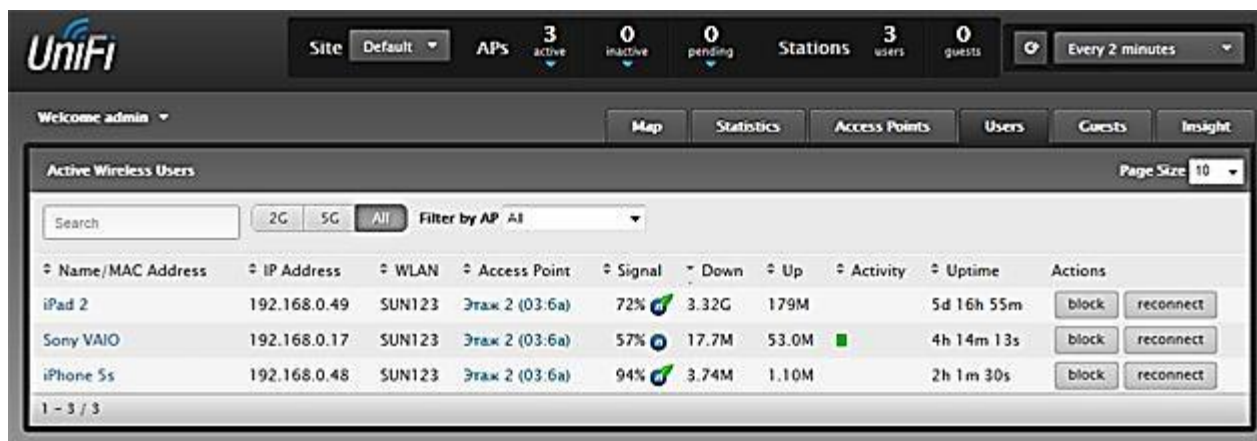 UniFi
Site Default APs 3 active 0 inactive 0 pending Stations 3 users 0 guests Every 2 minutes
Welcome admin Map Statistics Access Points Users Guests Insight
Active Wireless Users Page Size 10
Search 2G 5G All Filter by AP All
Name/MAC Address IP Address WLAN Access Point Signal Down Up Activity Uptime Actions
iPad 2 192.168.0.49 SUN123 Этаж 2 (03:6a) 72% 3.32G 179M 5d 16h 55m block reconnect
Sony VAIO 192.168.0.17 SUN123 Этаж 2 (03:6a) 57% 17.7M 53.0M 4h 14m 13s block reconnect
iPhone 5s 192.168.0.48 SUN123 Этаж 2 (03:6a) 94% 3.74M 1.10M 2h 1m 30s block reconnect
1 - 3 / 3